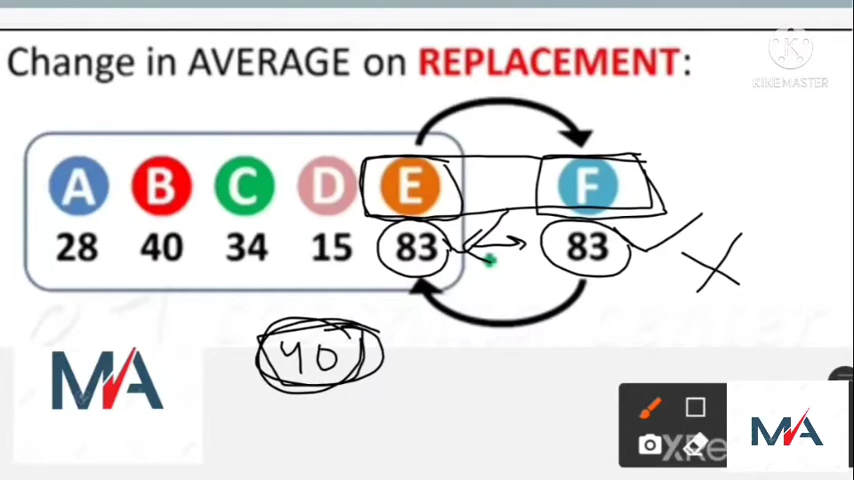 Change in AVERAGE on REPLACEMENT:
K
KINEMASTER
A B C D E F
28 40 34 15 83 83
40
MA
MA